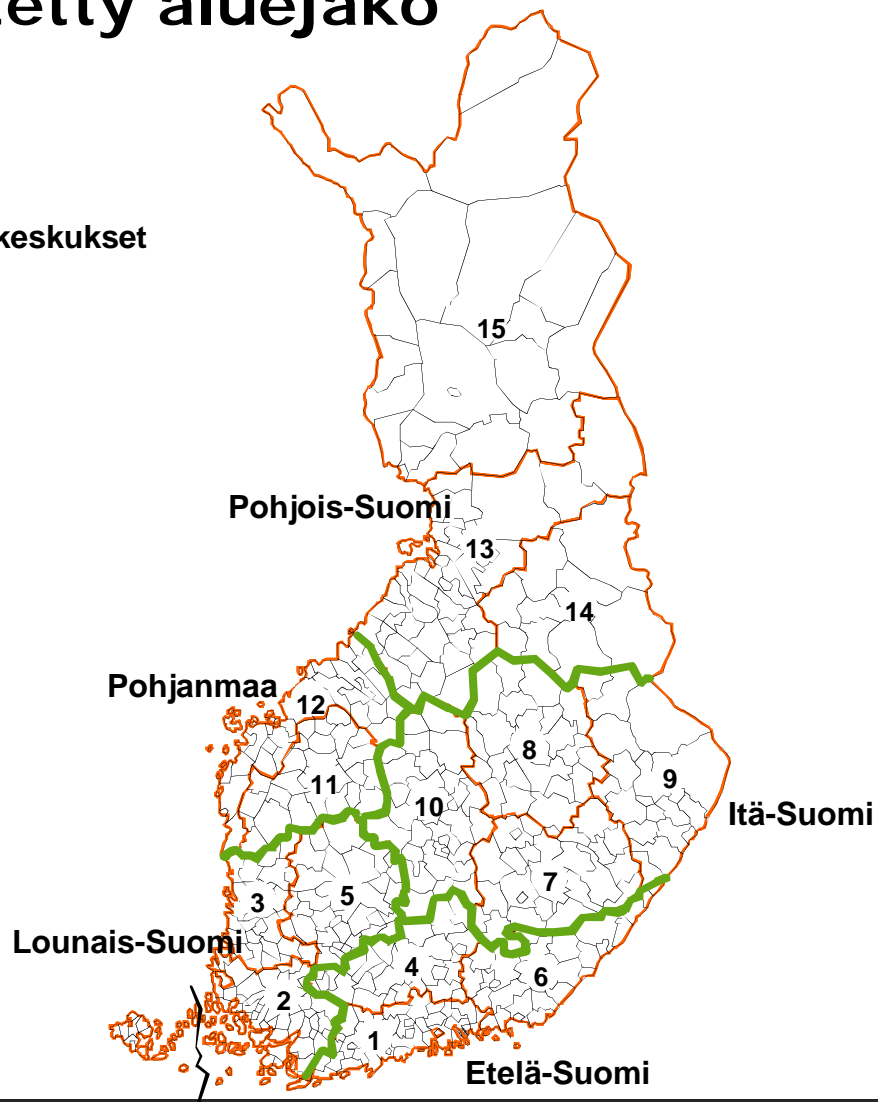 etty aluejako
keskukset
15
Pohjois-Suomi
13
14
Pohjanmaa
12
8
11
9
10
Itä-Suomi
7
5
3
Lounais-Suomi
4
6
2
1
Etelä-Suomi